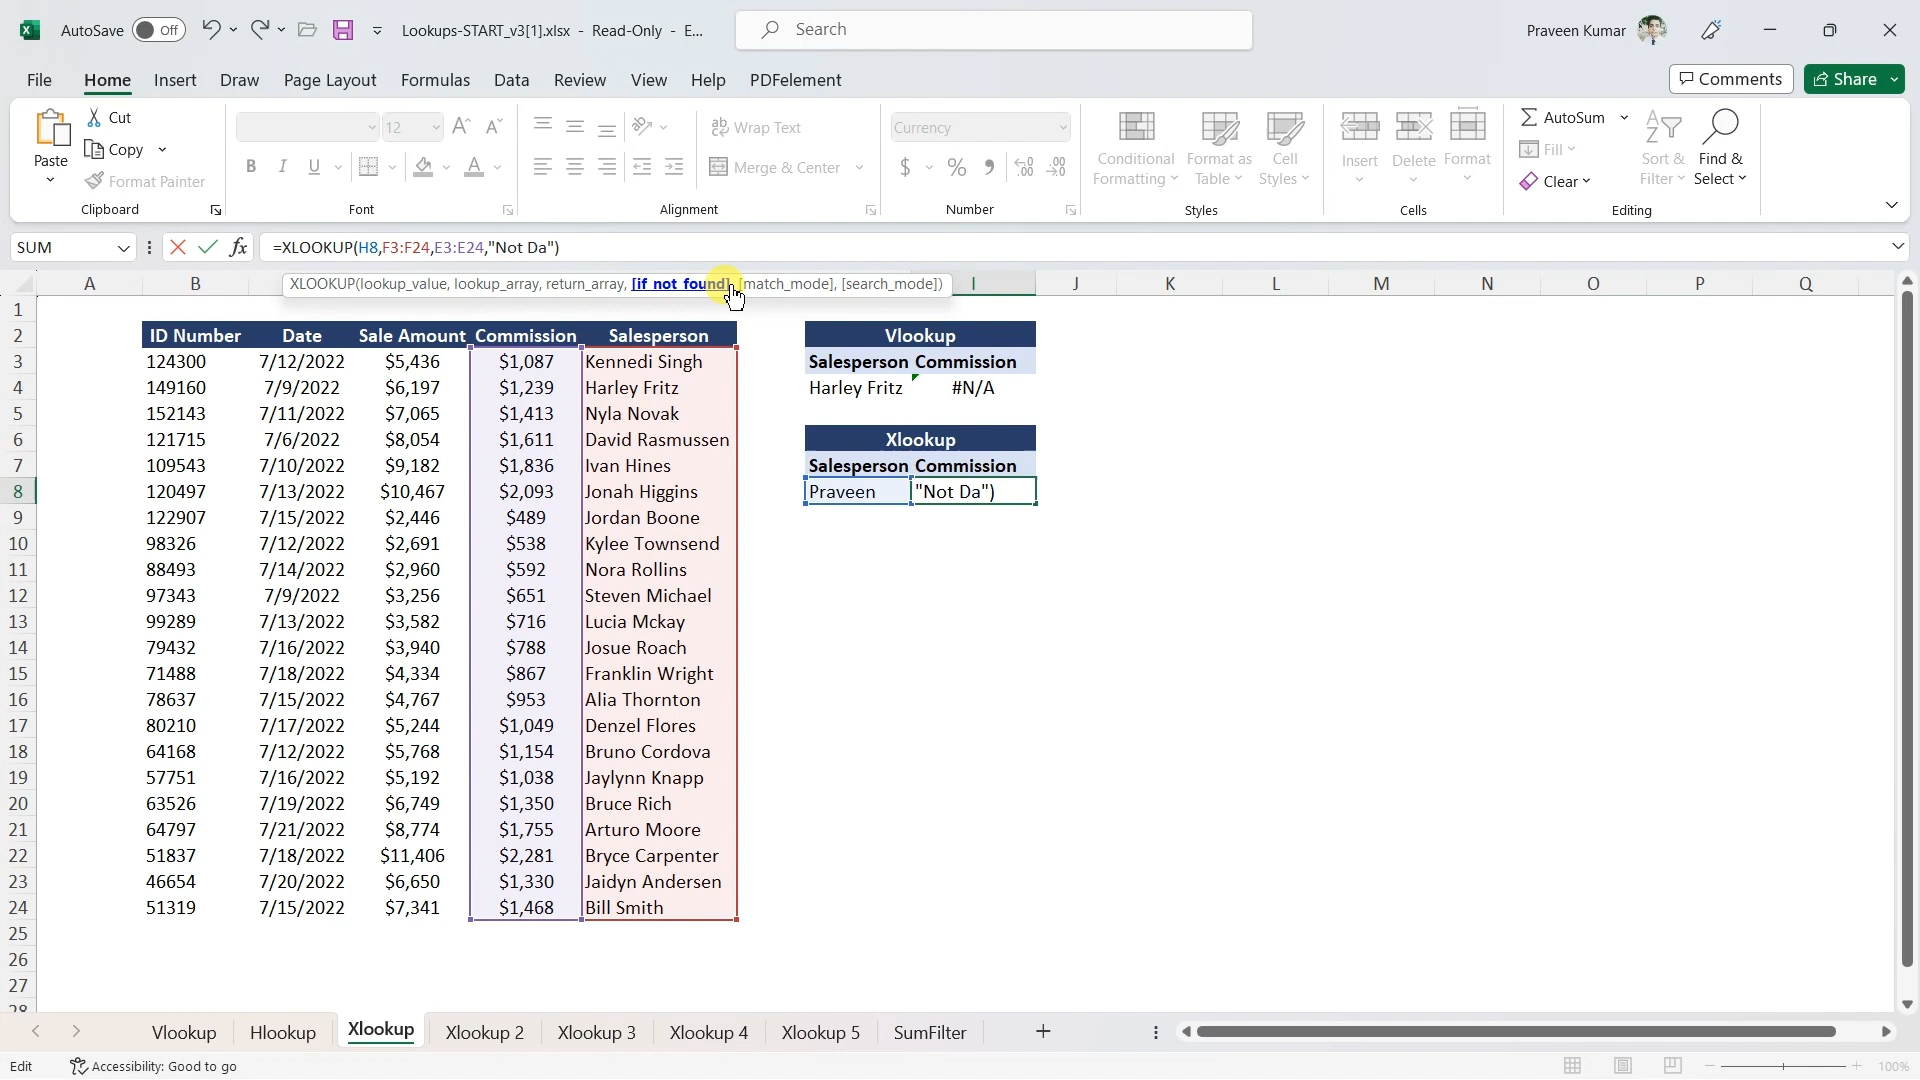 AutoSave Off Lookups-START_v3[1].xlsx - Read-Only - E... Search Praveen Kumar
File Home Insert Draw Page Layout Formulas Data Review View Help PDFelement Comments Share
Paste Cut Copy Format Painter Clipboard
12 B I U Font
Wrap Text Merge & Center Alignment
Currency $ % Number
Conditional Formatting Format as Table Cell Styles Styles
Insert Delete Format Cells
AutoSum Fill Clear Sort & Filter Find & Select Editing
SUM fx =XLOOKUP(H8,F3:F24,E3:E24,"Not Da")
XLOOKUP(lookup_value, lookup_array, return_array, [if_not_found], [match_mode], [search_mode])
A B I J K L M N O P Q
1
2 ID Number Date Sale Amount Commission Salesperson Vlookup
3 124300 7/12/2022 $5,436 $1,087 Kennedi Singh Salesperson Commission
4 149160 7/9/2022 $6,197 $1,239 Harley Fritz Harley Fritz #N/A
5 152143 7/11/2022 $7,065 $1,413 Nyla Novak
6 121715 7/6/2022 $8,054 $1,611 David Rasmussen Xlookup
7 109543 7/10/2022 $9,182 $1,836 Ivan Hines Salesperson Commission
8 120497 7/13/2022 $10,467 $2,093 Jonah Higgins Praveen "Not Da")
9 122907 7/15/2022 $2,446 $489 Jordan Boone
10 98326 7/12/2022 $2,691 $538 Kylee Townsend
11 88493 7/14/2022 $2,960 $592 Nora Rollins
12 97343 7/9/2022 $3,256 $651 Steven Michael
13 99289 7/13/2022 $3,582 $716 Lucia Mckay
14 79432 7/16/2022 $3,940 $788 Josue Roach
15 71488 7/18/2022 $4,334 $867 Franklin Wright
16 78637 7/15/2022 $4,767 $953 Alia Thornton
17 80210 7/17/2022 $5,244 $1,049 Denzel Flores
18 64168 7/12/2022 $5,768 $1,154 Bruno Cordova
19 57751 7/16/2022 $5,192 $1,038 Jaylynn Knapp
20 63526 7/19/2022 $6,749 $1,350 Bruce Rich
21 64797 7/21/2022 $8,774 $1,755 Arturo Moore
22 51837 7/18/2022 $11,406 $2,281 Bryce Carpenter
23 46654 7/20/2022 $6,650 $1,330 Jaidyn Andersen
24 51319 7/15/2022 $7,341 $1,468 Bill Smith
25
26
27
28
Vlookup Hlookup Xlookup Xlookup 2 Xlookup 3 Xlookup 4 Xlookup 5 SumFilter
Edit Accessibility: Good to go 100%